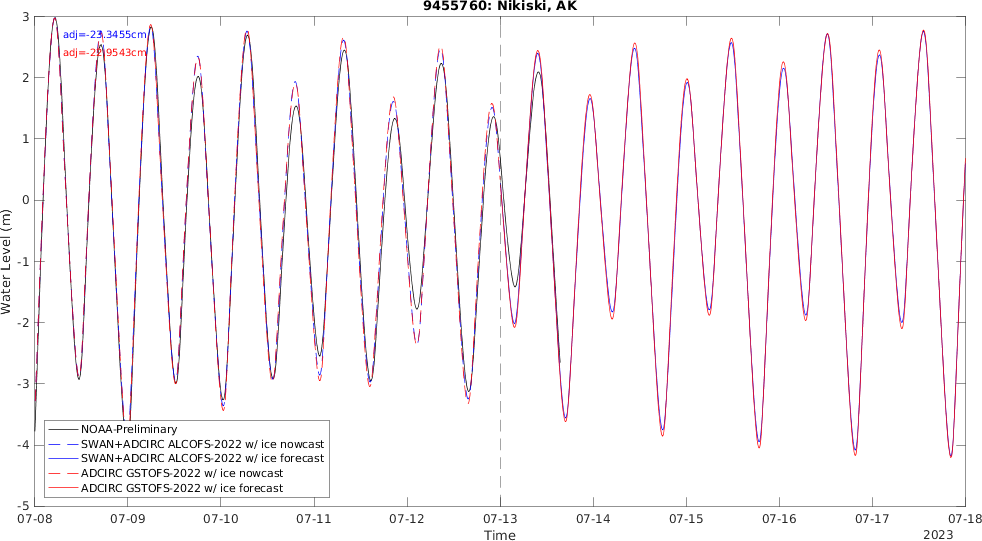 9455760: Nikiski, AK
adj=-23.3455cm
Water Level (m)
3
2
1
0
-1
-2
-3
-4
-5
NOAA-Preliminary
SWAN+ADCIRC ALCOFS-2022 w/ ice nowcast
SWAN+ADCIRC ALCOFS-2022 w/ ice forecast
ADCIRC GSTOFS-2022 w/ ice nowcast
ADCIRC GSTOFS-2022 w/ ice forecast
07-08 07-09 07-10 07-11 07-12 07-13 07-14 07-15 07-16 07-17 07-18
Time
2023